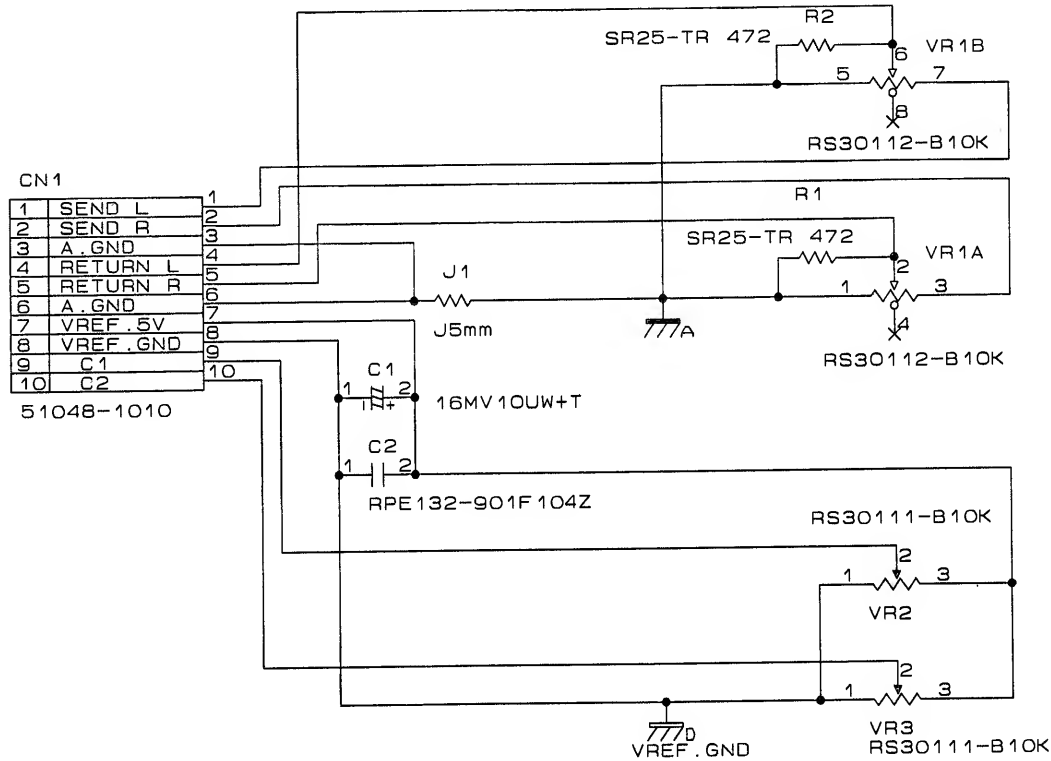 R2
SR25-TR 472
6
VR1B
5
7
8
RS30112-B10K
CN1
1 SEND L 1
2 SEND R 2
3 A.GND 3
4 RETURN L 4
5 RETURN R 5
6 A.GND 6
7 VREF.5V 7
8 VREF.GND 8
9 C1 9
10 C2 10
51048-1010
R1
SR25-TR 472
2
VR1A
1
3
4
RS30112-B10K
J1
J5mm
A
C1
1
2
+
16MV10UW+T
C2
1
2
RPE132-901F104Z
RS30111-B10K
2
1
3
VR2
2
1
3
VR3
RS30111-B10K
D
VREF.GND